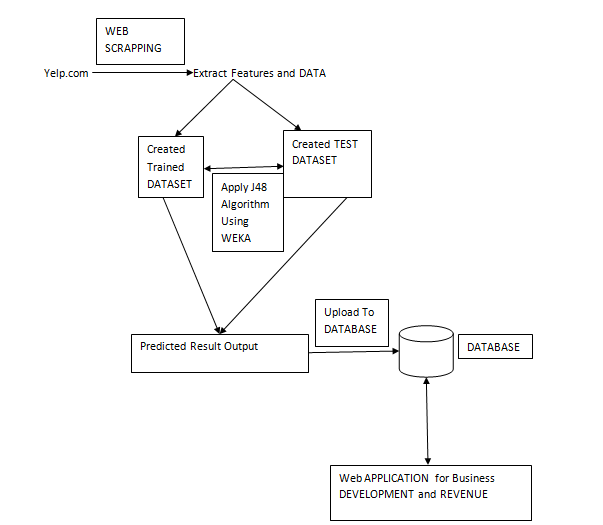 WEB
SCRAPPING
Yelp.com
Extract Features and DATA
Created
Trained
DATASET
Created TEST
DATASET
Apply J48
Algorithm
Using
WEKA
Upload To
DATABASE
Predicted Result Output
DATABASE
Web APPLICATION for Business
DEVELOPMENT and REVENUE